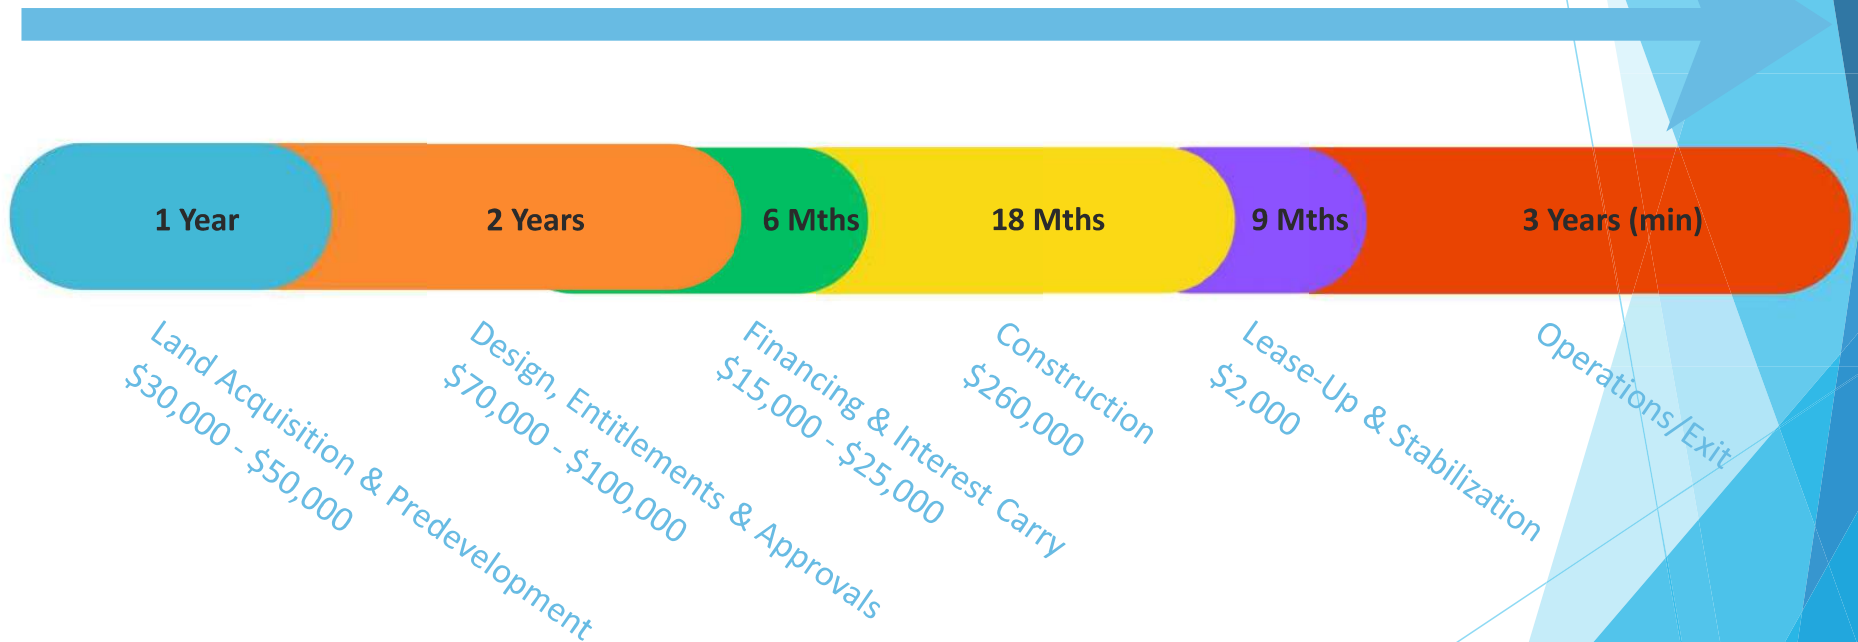 1 Year
2 Years
6 Mths
18 Mths
9 Mths
3 Years (min)
Land Acquisition & Predevelopment
$30,000 - $50,000
Design, Entitlements & Approvals
$70,000 - $100,000
Financing & Interest Carry
$15,000 - $25,000
Construction
$260,000
Lease-Up & Stabilization
$2,000
Operations/Exit